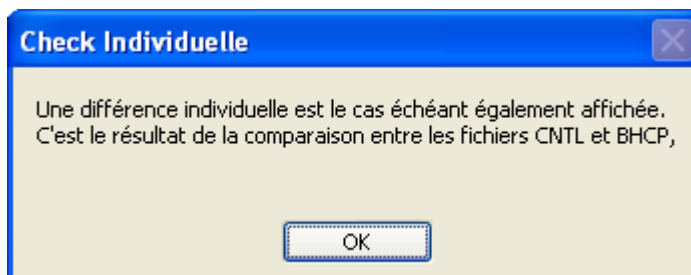 Check Individuelle
Une différence individuelle est le cas échéant également affichée.
C'est le résultat de la comparaison entre les fichiers CNTL et BHCP,
OK